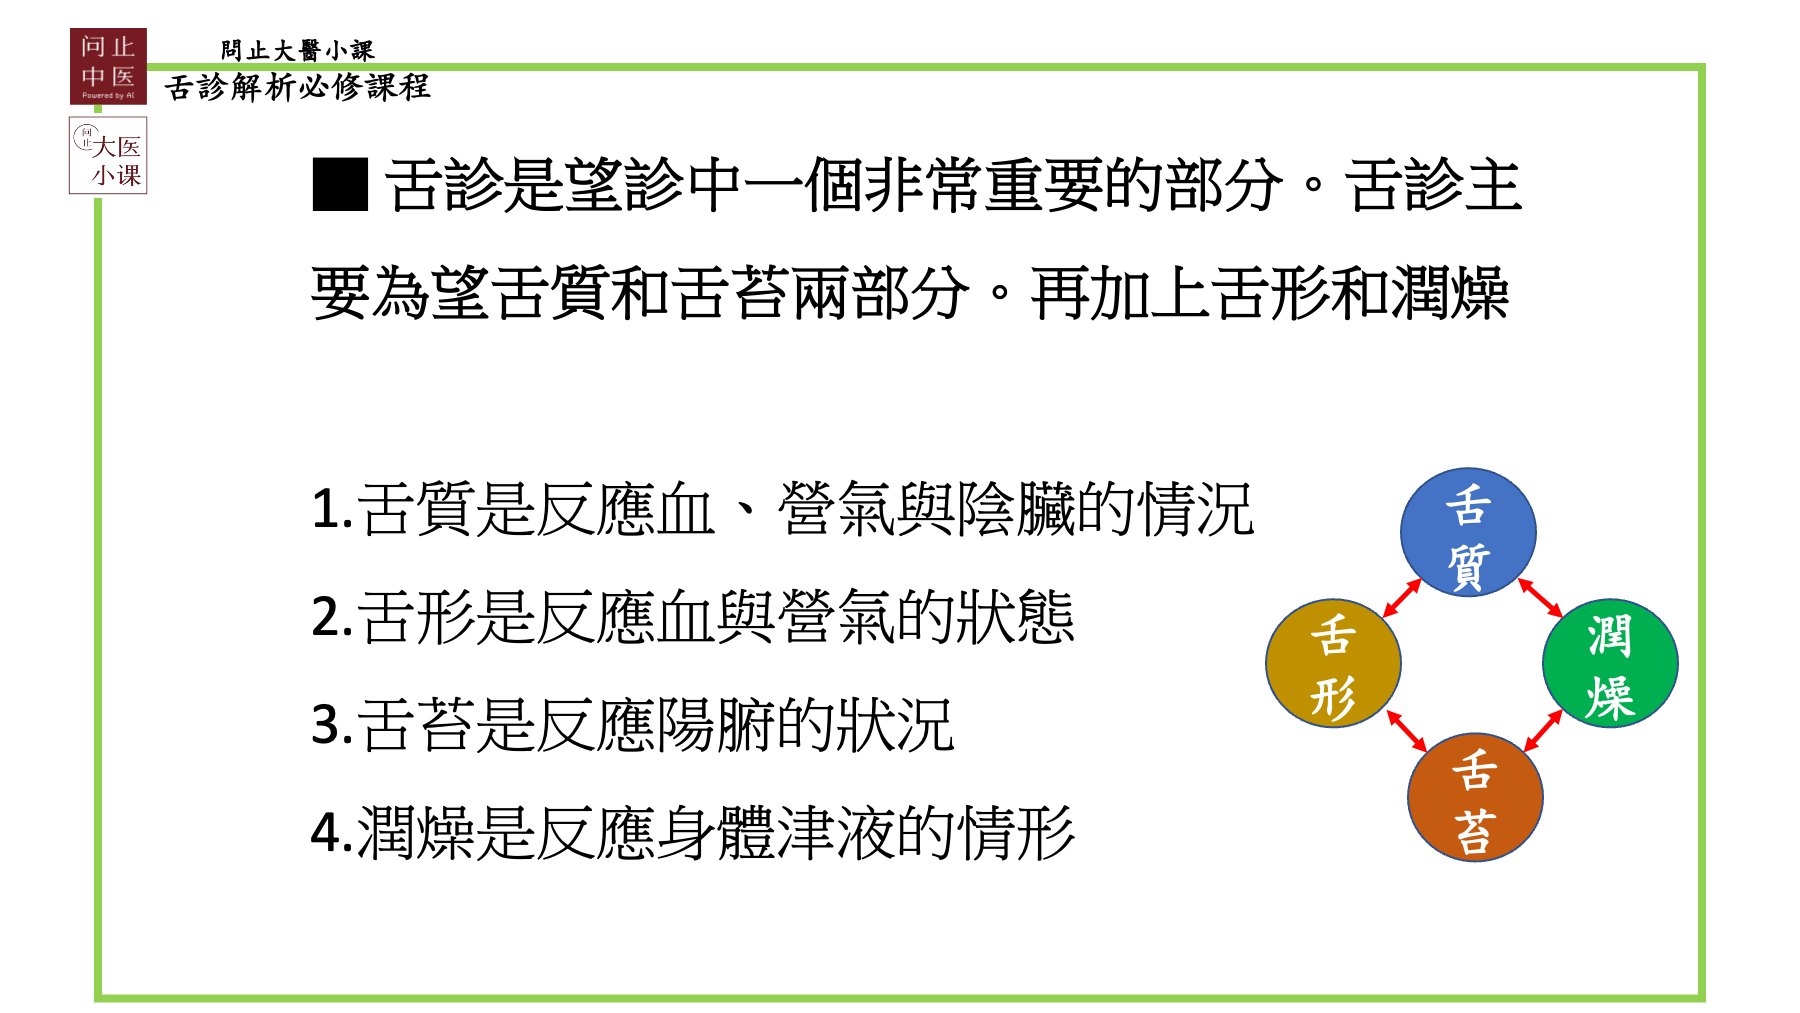 问止
中医
Powered by AI
問止大醫小課
舌診解析必修課程
问止
大医
小课
■ 舌診是望診中一個非常重要的部分。舌診主
要為望舌質和舌苔兩部分。再加上舌形和潤燥
1.舌質是反應血、營氣與陰臟的情況
2.舌形是反應血與營氣的狀態
3.舌苔是反應陽腑的狀況
4.潤燥是反應身體津液的情形
舌
質
舌
形
潤
燥
舌
苔